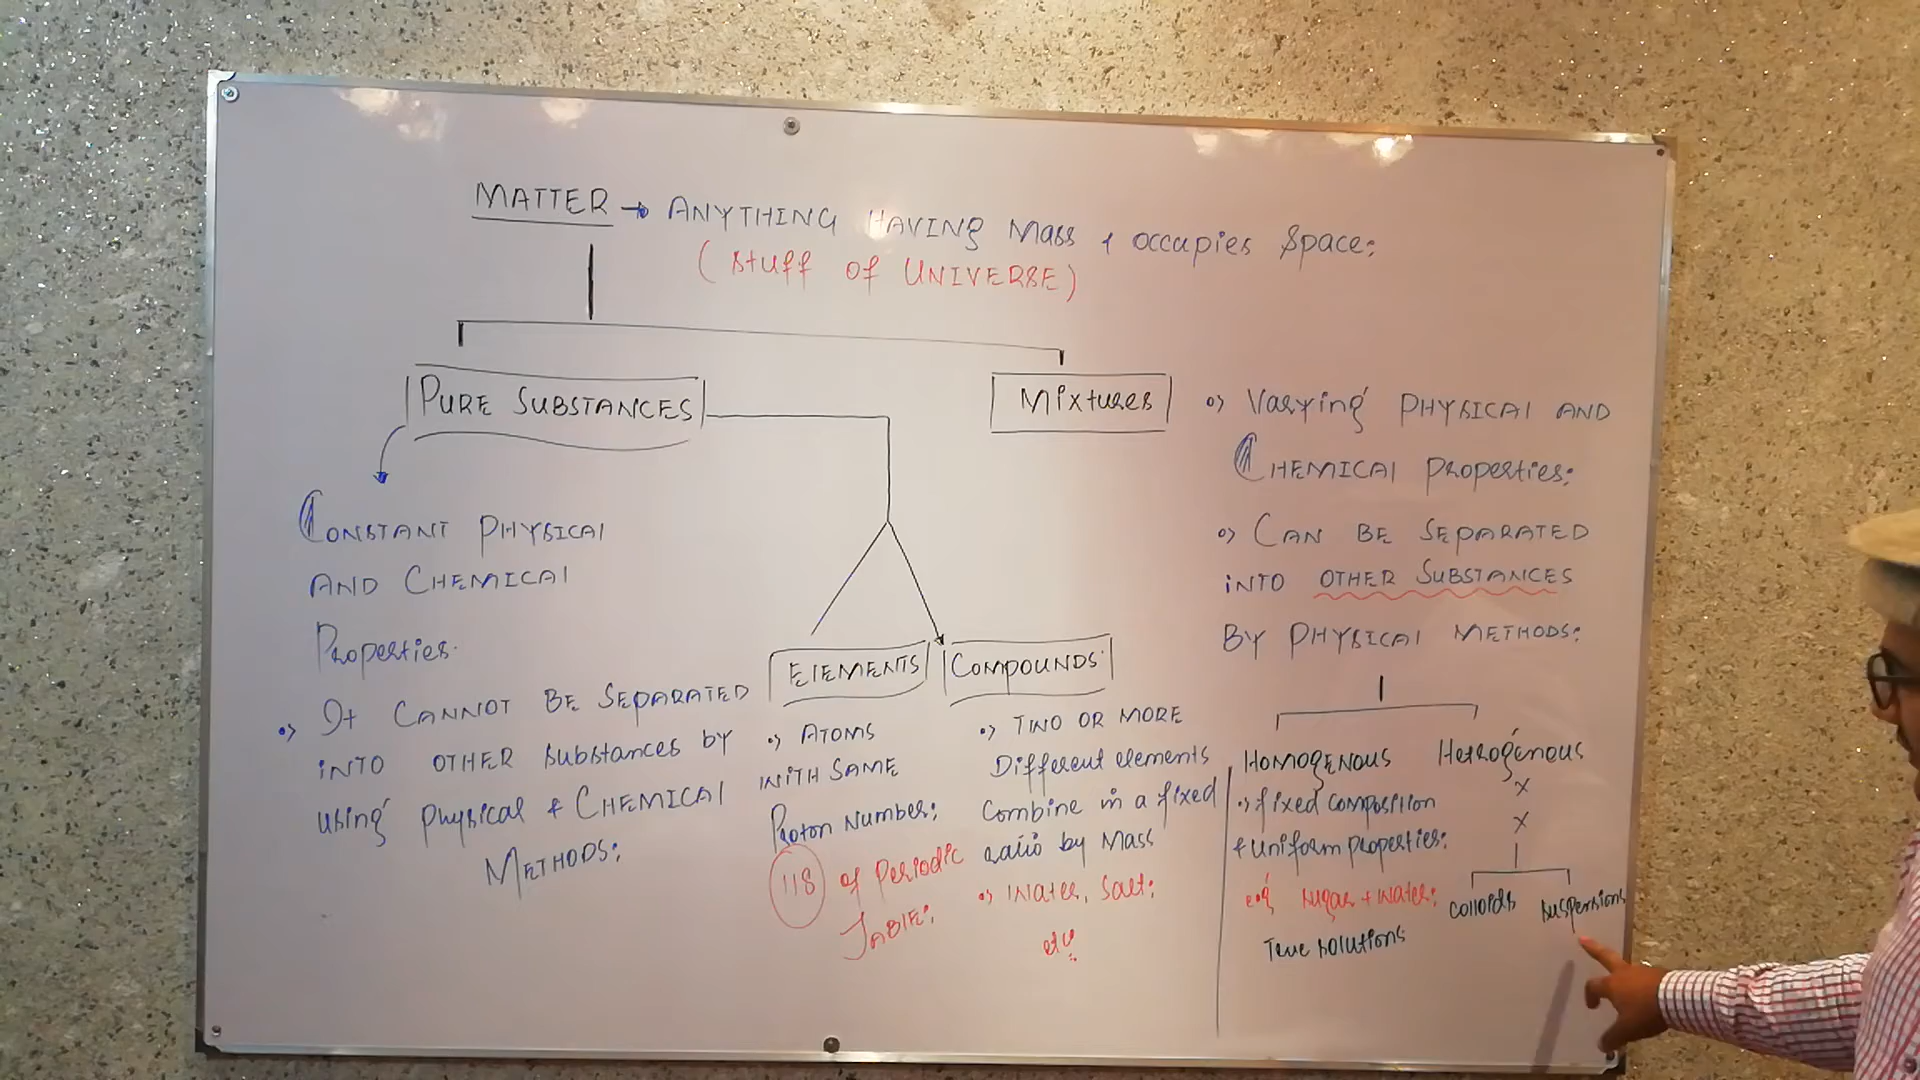 MATTER → ANYTHING HAVING Mass & occupies Space:
(stuff of UNIVERSE)
PURE SUBSTANCES
Mixtures
CONSTANT PHYSICAl
AND CHEMICAl
Properties.
•) It CANNOT BE SEPARATED
iNTO OTHER substances by
using Physical & CHEMICAl
METHODS:
ElEMENTS
•) ATOMS
WITH SAME
Proton Number:
118 of Periodic
TABlE:
COMPOUNDS:
•) TWO OR MORE
Different elements
Combine in a fixed
ratio by Mass
•) Water, Salt:
etc
•) Varying PHYSICAl AND
CHEMICAl Properties:
•) CAN BE SEPARATED
iNTO OTHER SUBSTANCES
BY PHYSICAl METHODS:
HOMOgENOUS
•) fixed composition
& uniform properties:
eg sugar + water:
True solutions
Hetrogenous
x
x
Colloids
suspensions